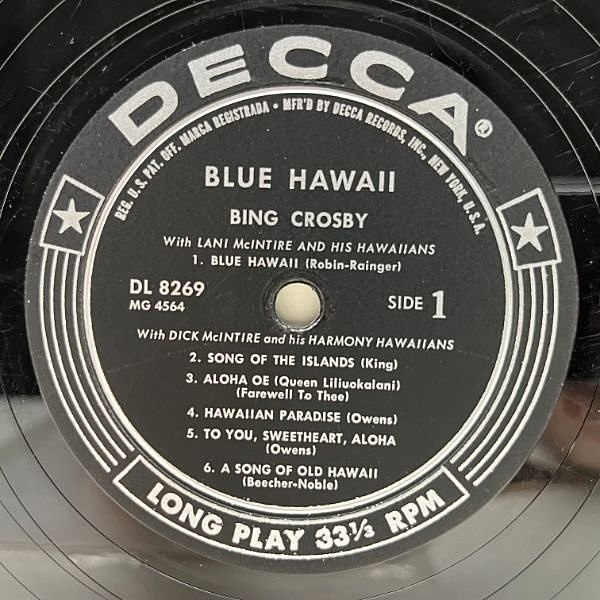 DECCA®
REG. U.S. PAT. OFF. MARCA REGISTRADA • MFR'D BY DECCA RECORDS, INC., NEW YORK, U.S.A.
BLUE HAWAII
BING CROSBY
With LANI McINTIRE AND HIS HAWAIIANS
1. BLUE HAWAII (Robin-Rainger)
DL 8269
MG 4564
SIDE 1
With DICK McINTIRE and his HARMONY HAWAIIANS
2. SONG OF THE ISLANDS (King)
3. ALOHA OE (Queen Liliuokalani)
(Farewell To Thee)
4. HAWAIIAN PARADISE (Owens)
5. TO YOU, SWEETHEART, ALOHA
(Owens)
6. A SONG OF OLD HAWAII
(Beecher-Noble)
LONG PLAY 33⅓ RPM